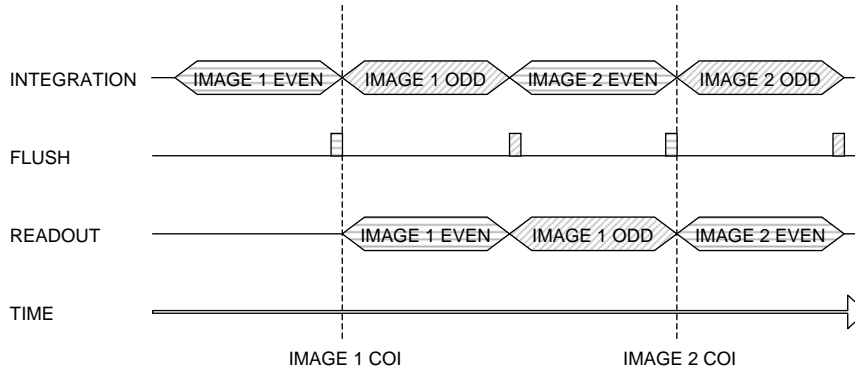 INTEGRATION IMAGE 1 EVEN IMAGE 1 ODD IMAGE 2 EVEN IMAGE 2 ODD
FLUSH
READOUT IMAGE 1 EVEN IMAGE 1 ODD IMAGE 2 EVEN
TIME
IMAGE 1 COI IMAGE 2 COI